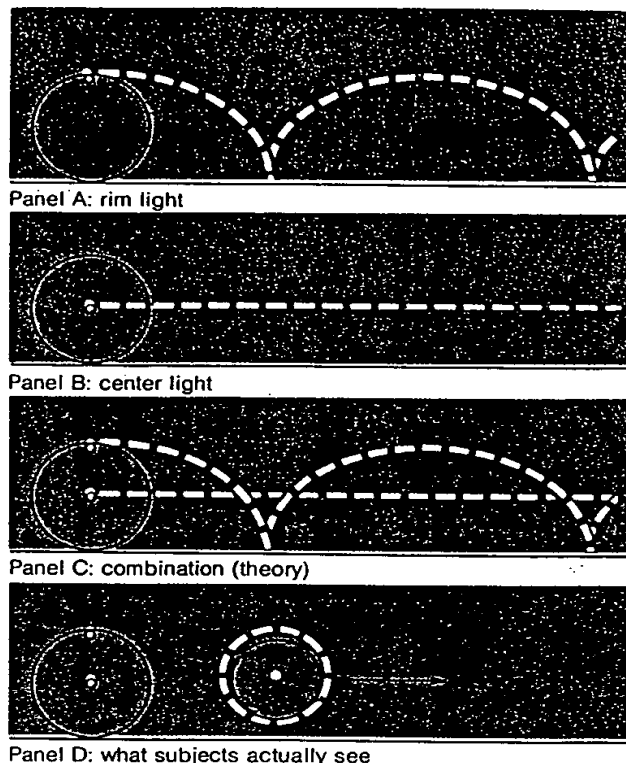 Panel A: rim light
Panel B: center light
Panel C: combination (theory)
Panel D: what subjects actually see